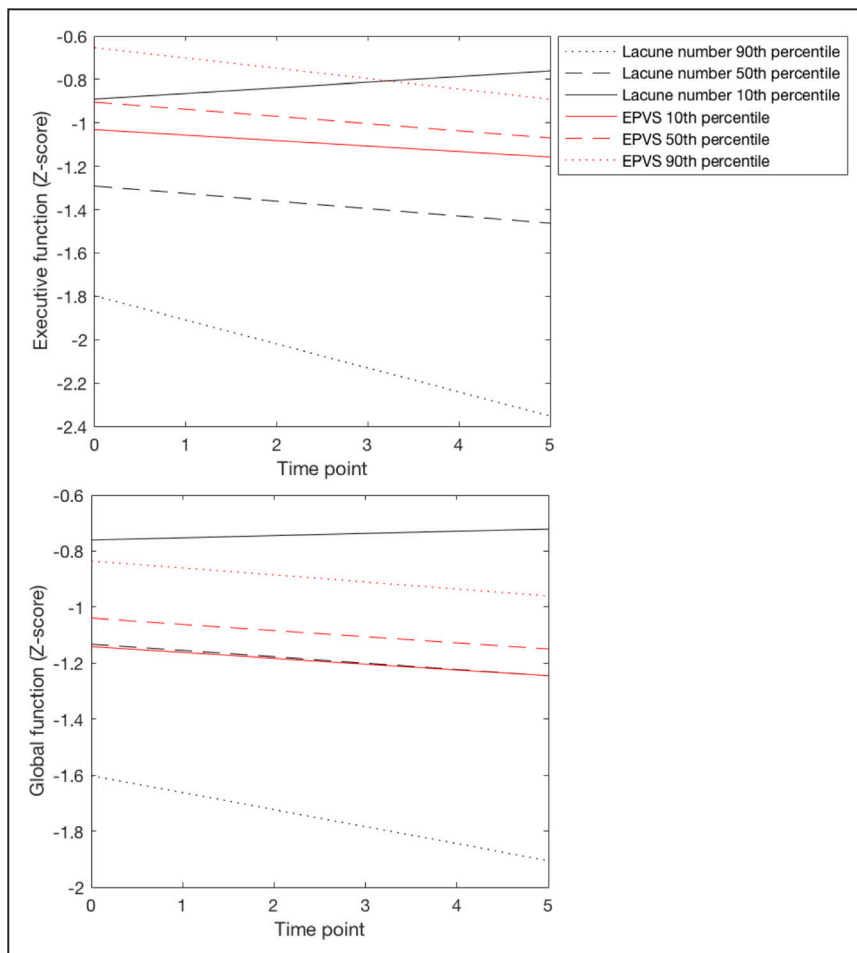 -0.6
-0.8
-1
-1.2
-1.4
-1.6
-1.8
-2
-2.2
-2.4
0 1 2 3 4 5
Executive function (Z-score)
Time point
Lacune number 90th percentile
Lacune number 50th percentile
Lacune number 10th percentile
EPVS 10th percentile
EPVS 50th percentile
EPVS 90th percentile
-0.6
-0.8
-1
-1.2
-1.4
-1.6
-1.8
-2
0 1 2 3 4 5
Global function (Z-score)
Time point